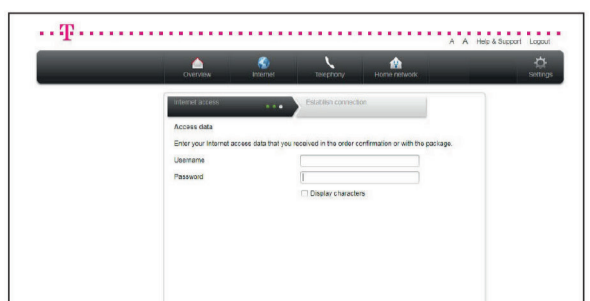 T
A A Help & Support Logout
Overview Internet Telephony Home network Settings
Internet access Establish connection
Access data
Enter your Internet access data that you received in the order confirmation or with the package.
Username
Password
Display characters